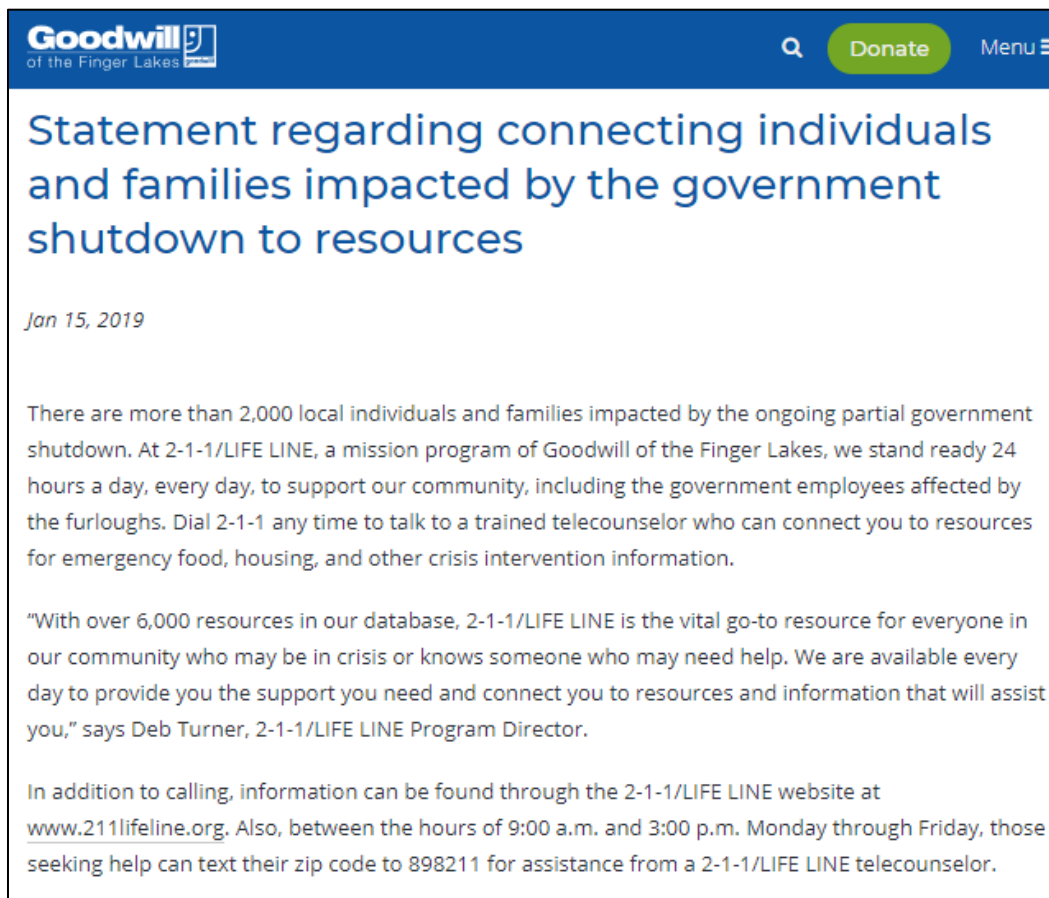 Goodwill
of the Finger Lakes
Donate
Menu
Statement regarding connecting individuals
and families impacted by the government
shutdown to resources
Jan 15, 2019
There are more than 2,000 local individuals and families impacted by the ongoing partial government
shutdown. At 2-1-1/LIFE LINE, a mission program of Goodwill of the Finger Lakes, we stand ready 24
hours a day, every day, to support our community, including the government employees affected by
the furloughs. Dial 2-1-1 any time to talk to a trained telecounselor who can connect you to resources
for emergency food, housing, and other crisis intervention information.
“With over 6,000 resources in our database, 2-1-1/LIFE LINE is the vital go-to resource for everyone in
our community who may be in crisis or knows someone who may need help. We are available every
day to provide you the support you need and connect you to resources and information that will assist
you,” says Deb Turner, 2-1-1/LIFE LINE Program Director.
In addition to calling, information can be found through the 2-1-1/LIFE LINE website at
www.211lifeline.org. Also, between the hours of 9:00 a.m. and 3:00 p.m. Monday through Friday, those
seeking help can text their zip code to 898211 for assistance from a 2-1-1/LIFE LINE telecounselor.